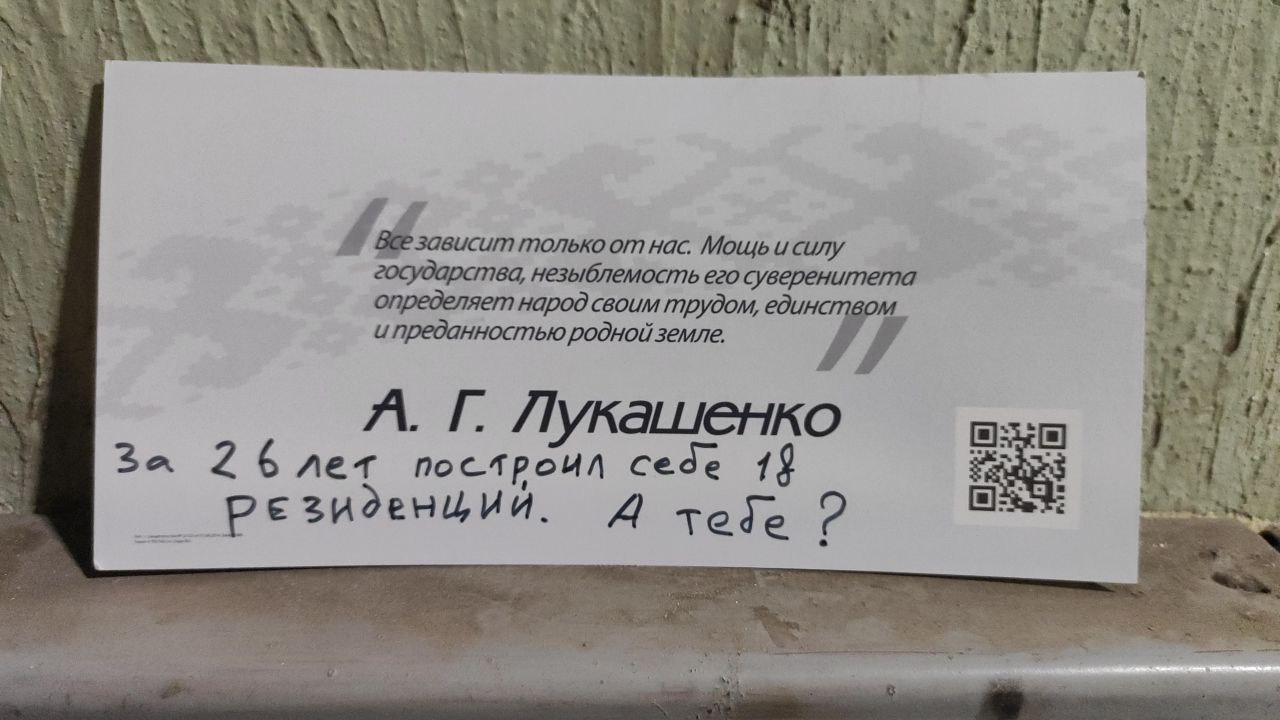 Все зависит только от нас. Мощь и силу
государства, незыблемость его суверенитета
определяет народ своим трудом, единством
и преданностью родной земле.
А. Г. Лукашенко
За 26 лет построил себе 18
резиденций. А тебе?